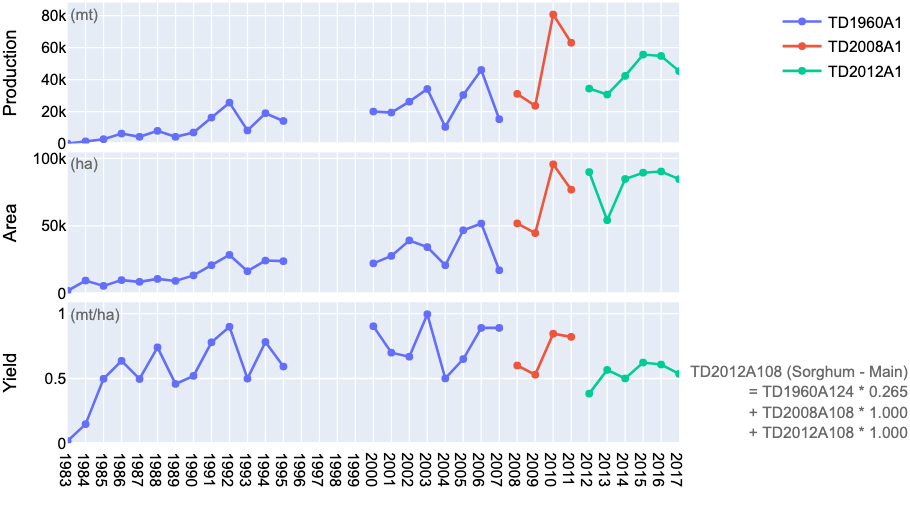 (mt)
Production
80k
60k
40k
20k
0
TD1960A1
TD2008A1
TD2012A1
(ha)
Area
100k
50k
0
(mt/ha)
Yield
1
0.5
0
TD2012A108 (Sorghum - Main)
= TD1960A124 * 0.265
+ TD2008A108 * 1.000
+ TD2012A108 * 1.000
1983
1984
1985
1986
1987
1988
1989
1990
1991
1992
1993
1994
1995
1996
1997
1998
1999
2000
2001
2002
2003
2004
2005
2006
2007
2008
2009
2010
2011
2012
2013
2014
2015
2016
2017